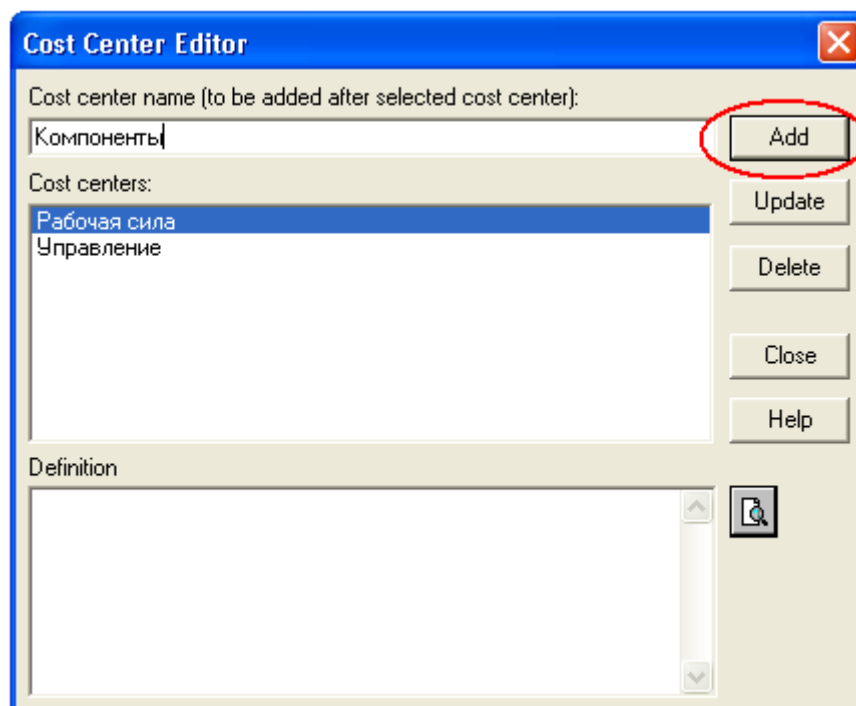 Cost Center Editor
Cost center name (to be added after selected cost center):
Компоненты
Add
Cost centers:
Update
Рабочая сила
Управление
Delete
Close
Help
Definition